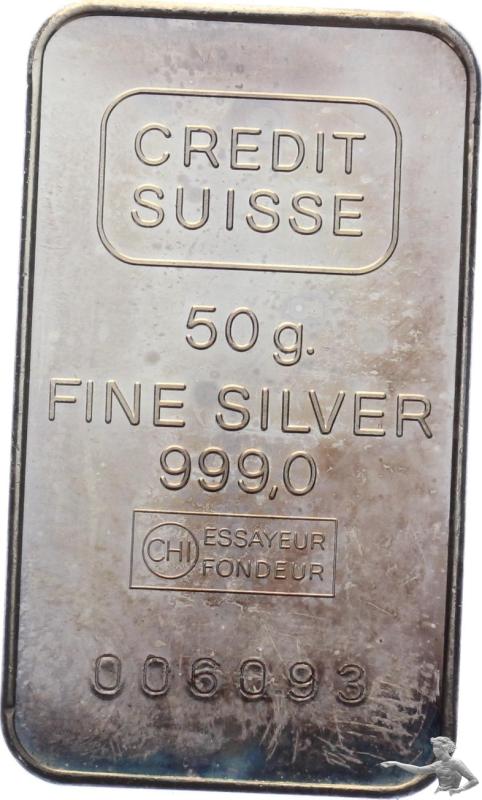 CREDIT
SUISSE
50 g.
FINE SILVER
999,0
CHI ESSAYEUR
FONDEUR
006093